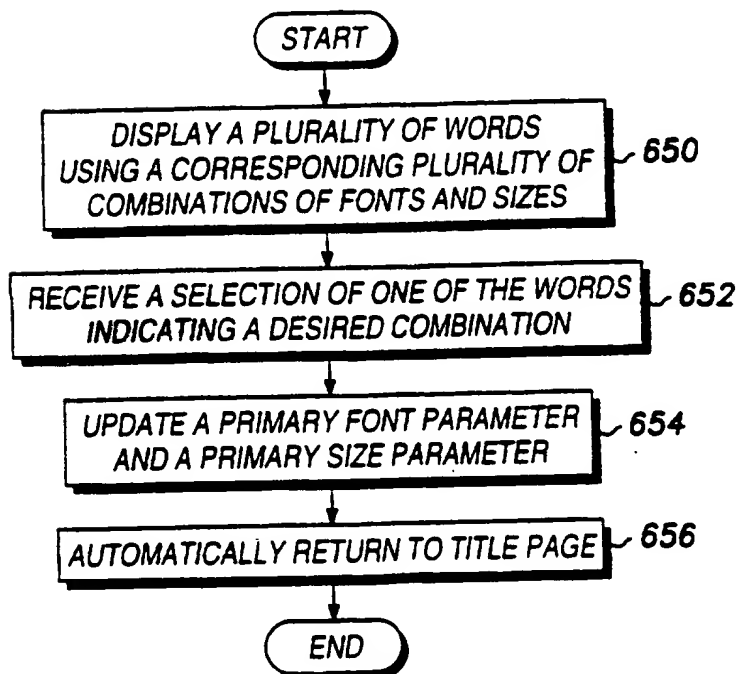 START
DISPLAY A PLURALITY OF WORDS
USING A CORRESPONDING PLURALITY OF
COMBINATIONS OF FONTS AND SIZES
650
RECEIVE A SELECTION OF ONE OF THE WORDS
INDICATING A DESIRED COMBINATION
652
UPDATE A PRIMARY FONT PARAMETER
AND A PRIMARY SIZE PARAMETER
654
AUTOMATICALLY RETURN TO TITLE PAGE
656
END